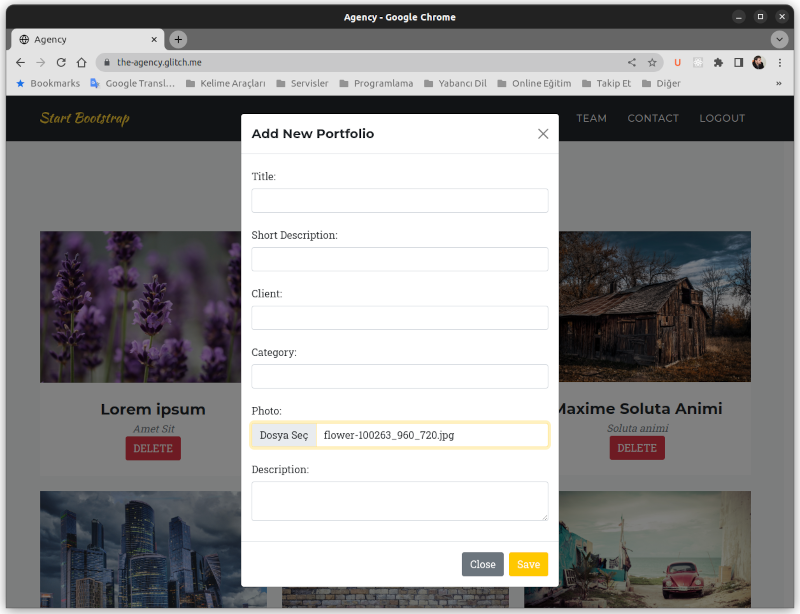 Agency - Google Chrome
Agency
the-agency.glitch.me
U
Bookmarks Google Transl... Kelime Araçları Servisler Programlama Yabancı Dil Online Eğitim Takip Et Diğer »
Start Bootstrap TEAM CONTACT LOGOUT
Add New Portfolio
Title:
Short Description:
Client:
Category:
Photo:
Dosya Seç flower-100263_960_720.jpg
Description:
Close Save
Lorem ipsum
Amet Sit
DELETE
Maxime Soluta Animi
Soluta animi
DELETE